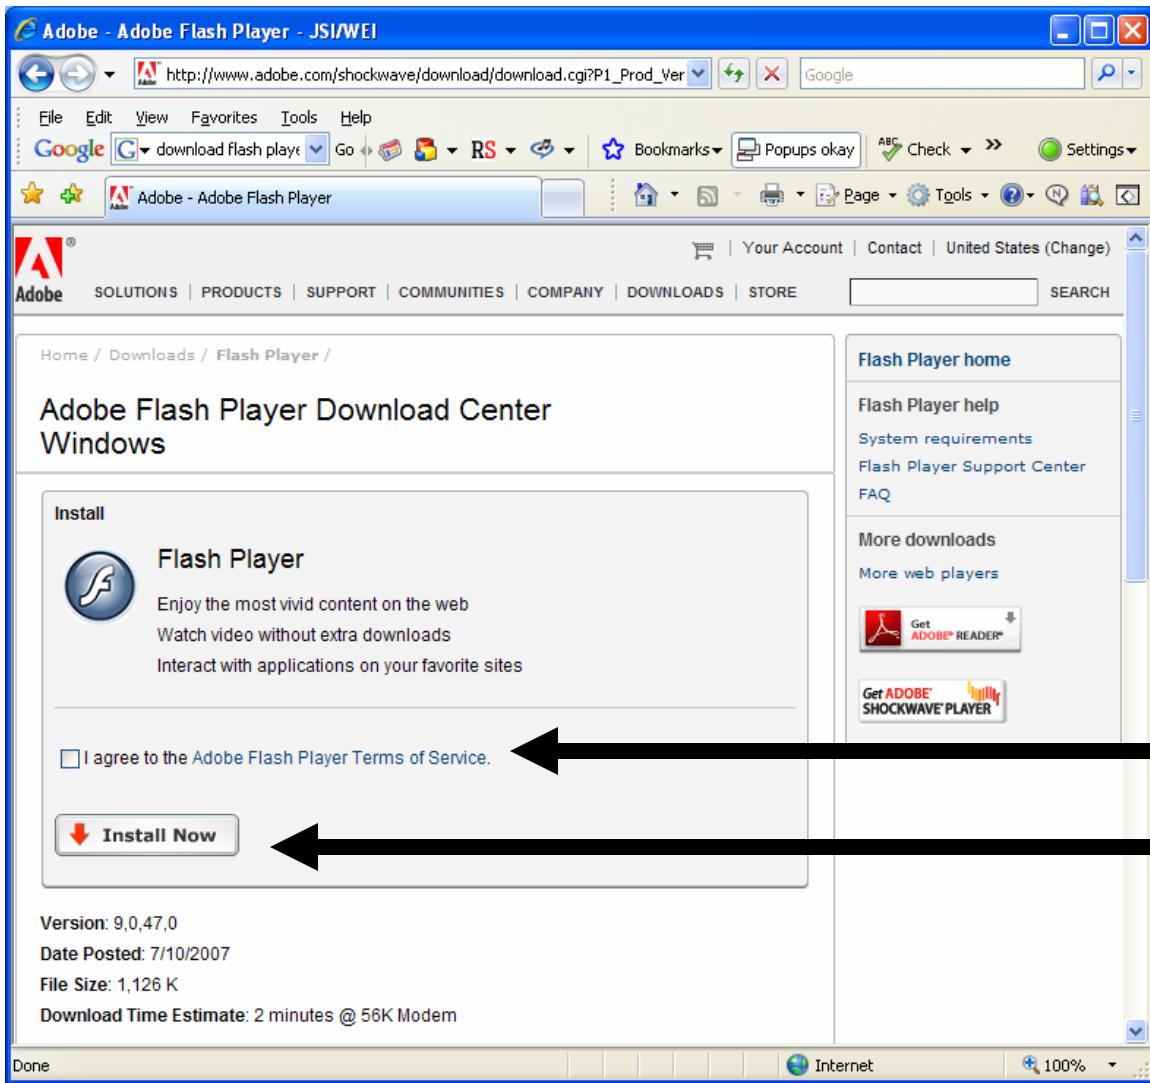 Adobe - Adobe Flash Player - JSI/WEI
Adobe http://www.adobe.com/shockwave/download/download.cgi?P1_Prod_Ver Google
File Edit View Favorites Tools Help
Google G download flash playe Go RS Bookmarks Popups okay ABC Check >> Settings
Adobe Adobe - Adobe Flash Player Page Tools
® | Your Account | Contact | United States (Change)
Adobe SOLUTIONS | PRODUCTS | SUPPORT | COMMUNITIES | COMPANY | DOWNLOADS | STORE SEARCH
Home / Downloads / Flash Player /
Adobe Flash Player Download Center
Windows
Install
Flash Player
Enjoy the most vivid content on the web
Watch video without extra downloads
Interact with applications on your favorite sites
I agree to the Adobe Flash Player Terms of Service.
Install Now
Version: 9,0,47,0
Date Posted: 7/10/2007
File Size: 1,126 K
Download Time Estimate: 2 minutes @ 56K Modem
Flash Player home
Flash Player help
System requirements
Flash Player Support Center
FAQ
More downloads
More web players
Get
ADOBE® READER®
Get ADOBE®
SHOCKWAVE® PLAYER
Done Internet 100%